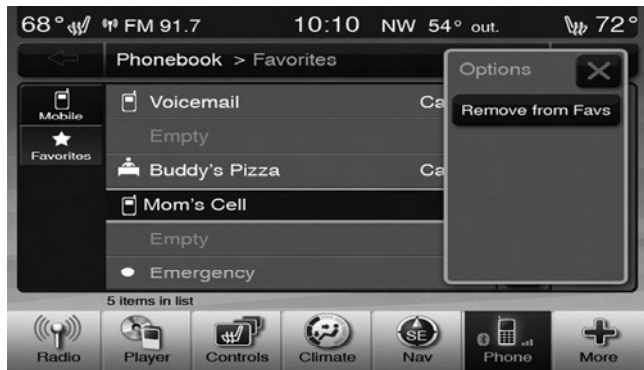 68° FM 91.7 10:10 NW 54° out. 72°
Phonebook > Favorites
Options
Mobile
Favorites
Voicemail Ca
Remove from Favs
Empty
Buddy's Pizza Ca
Mom's Cell
Empty
Emergency
5 items in list
Radio Player Controls Climate SE Nav Phone More